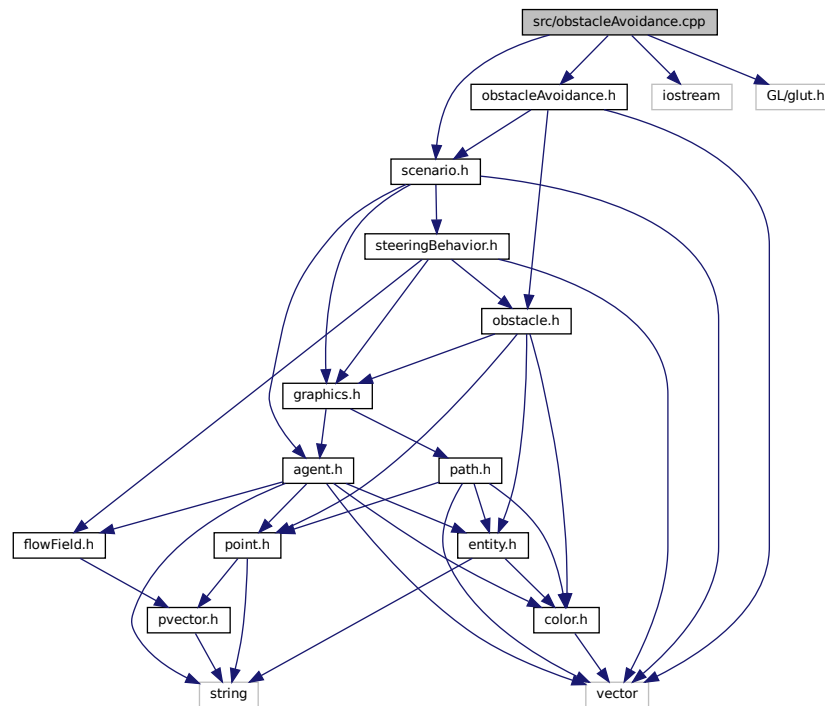 src/obstacleAvoidance.cpp
obstacleAvoidance.h
iostream
GL/glut.h
scenario.h
steeringBehavior.h
obstacle.h
graphics.h
agent.h
path.h
flowField.h
point.h
entity.h
pvector.h
color.h
string
vector